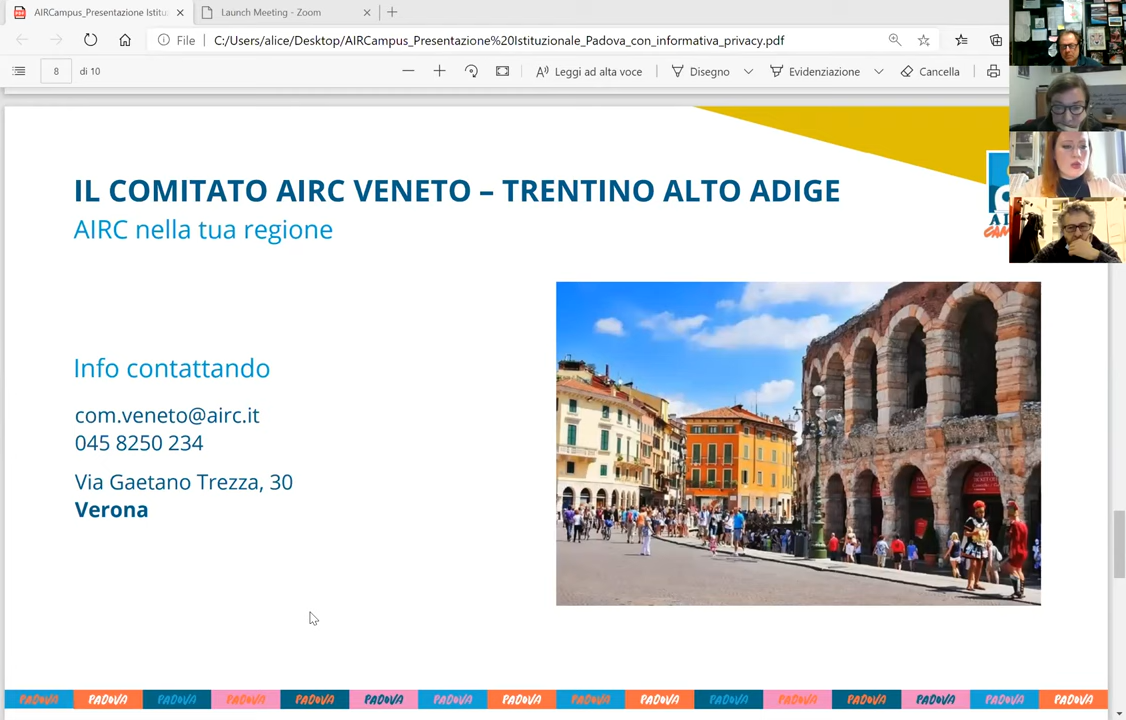 AIRCampus_Presentazione Istitu
Launch Meeting - Zoom
File
C:/Users/alice/Desktop/AIRCampus_Presentazione%20Istituzionale_Padova_con_informativa_privacy.pdf
8 di 10
Leggi ad alta voce
Disegno
Evidenziazione
Cancella
IL COMITATO AIRC VENETO – TRENTINO ALTO ADIGE
AIRC nella tua regione
Info contattando
com.veneto@airc.it
045 8250 234
Via Gaetano Trezza, 30
Verona
PADOVA PADOVA PADOVA PADOVA PADOVA PADOVA PADOVA PADOVA PADOVA PADOVA PADOVA PADOVA PADOVA PADOVA PADOVA PADOVA